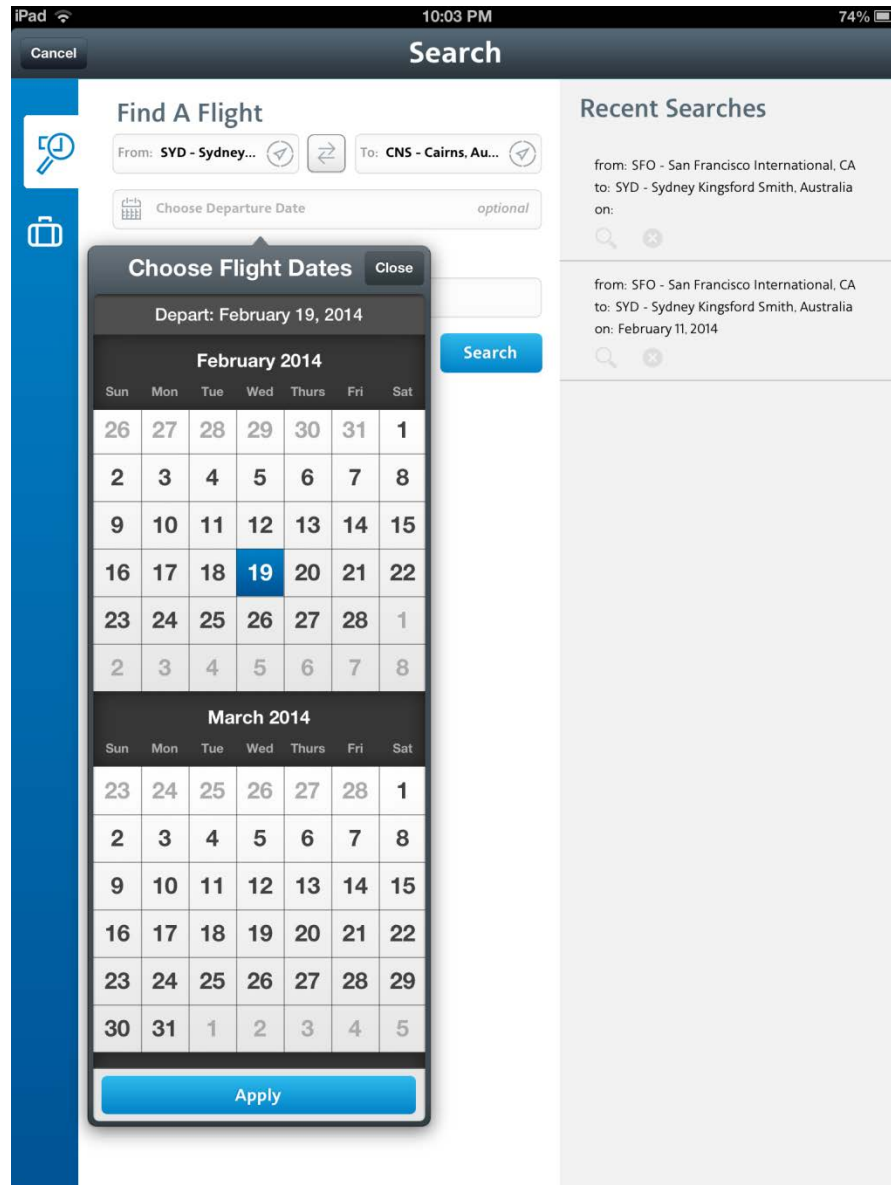 iPad 10:03 PM 74%
Cancel Search
Find A Flight
From: SYD - Sydney... To: CNS - Cairns, Au...
Choose Departure Date optional
Choose Flight Dates Close
Depart: February 19, 2014
February 2014
Sun Mon Tue Wed Thurs Fri Sat
26 27 28 29 30 31 1
2 3 4 5 6 7 8
9 10 11 12 13 14 15
16 17 18 19 20 21 22
23 24 25 26 27 28 1
2 3 4 5 6 7 8
March 2014
Sun Mon Tue Wed Thurs Fri Sat
23 24 25 26 27 28 1
2 3 4 5 6 7 8
9 10 11 12 13 14 15
16 17 18 19 20 21 22
23 24 25 26 27 28 29
30 31 1 2 3 4 5
Apply
Search
Recent Searches
from: SFO - San Francisco International, CA
to: SYD - Sydney Kingsford Smith, Australia
on:
from: SFO - San Francisco International, CA
to: SYD - Sydney Kingsford Smith, Australia
on: February 11, 2014